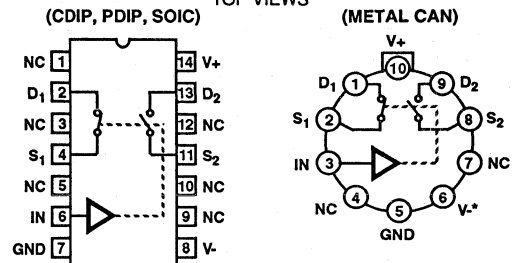 TOP VIEWS
(CDIP, PDIP, SOIC)
NC 1
14 V+
D1 2
13 D2
NC 3
12 NC
S1 4
11 S2
NC 5
10 NC
IN 6
9 NC
GND 7
8 V-
(METAL CAN)
V+
10
D1 1
9 D2
S1 2
8 S2
IN 3
7 NC
NC 4
6 V-*
5
GND